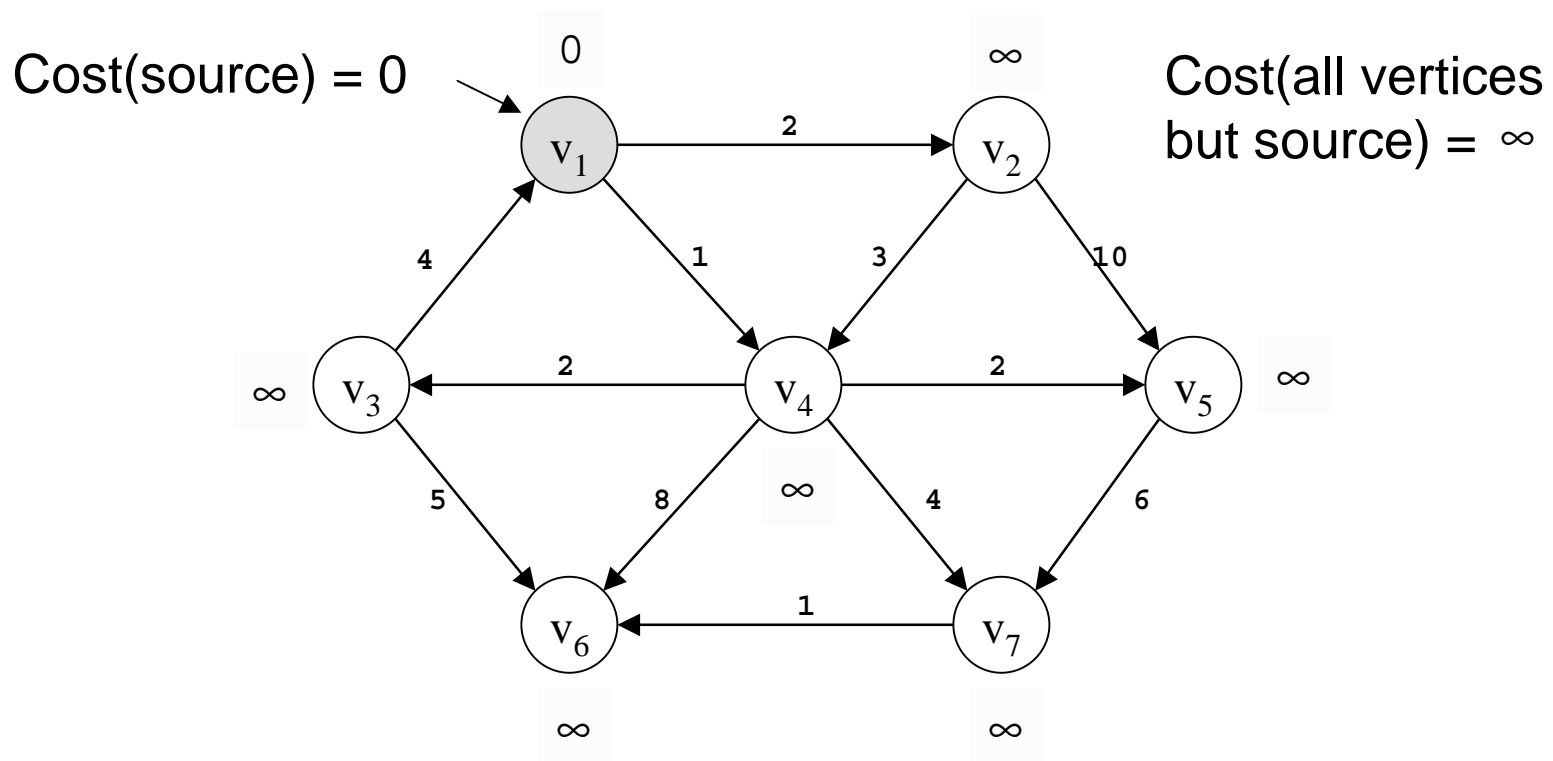 0
∞
Cost(source) = 0
Cost(all vertices
but source) = ∞
v1
2
v2
4
1
3
10
∞
v3
2
v4
2
v5
∞
5
8
∞
4
6
v6
1
v7
∞
∞